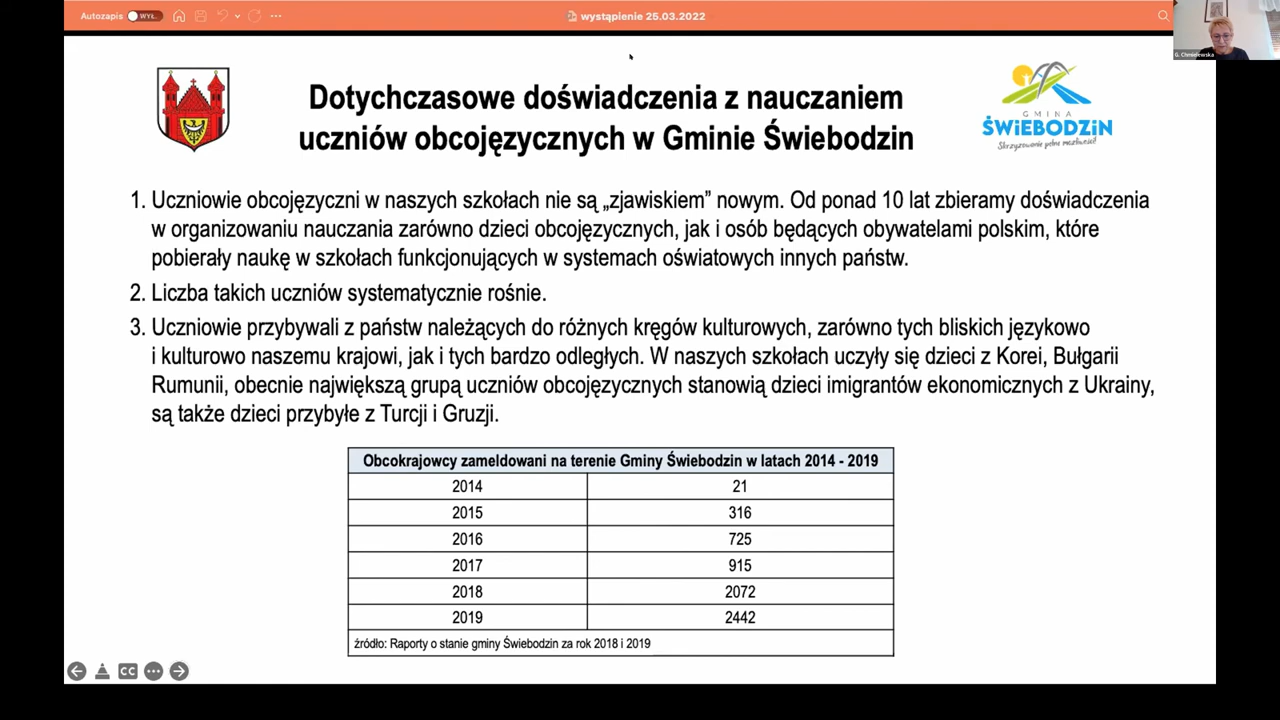 Autozapis WYŁ. wystąpienie 25.03.2022
G. Chmielewska
Dotychczasowe doświadczenia z nauczaniem
uczniów obcojęzycznych w Gminie Świebodzin
GMINA
ŚWiEBODZiN
Skrzyżowanie pełne możliwości!
1. Uczniowie obcojęzyczni w naszych szkołach nie są „zjawiskiem” nowym. Od ponad 10 lat zbieramy doświadczenia
w organizowaniu nauczania zarówno dzieci obcojęzycznych, jak i osób będących obywatelami polskim, które
pobierały naukę w szkołach funkcjonujących w systemach oświatowych innych państw.
2. Liczba takich uczniów systematycznie rośnie.
3. Uczniowie przybywali z państw należących do różnych kręgów kulturowych, zarówno tych bliskich językowo
i kulturowo naszemu krajowi, jak i tych bardzo odległych. W naszych szkołach uczyły się dzieci z Korei, Bułgarii
Rumunii, obecnie największą grupą uczniów obcojęzycznych stanowią dzieci imigrantów ekonomicznych z Ukrainy,
są także dzieci przybyłe z Turcji i Gruzji.
Obcokrajowcy zameldowani na terenie Gminy Świebodzin w latach 2014 - 2019
2014 21
2015 316
2016 725
2017 915
2018 2072
2019 2442
źródło: Raporty o stanie gminy Świebodzin za rok 2018 i 2019
CC